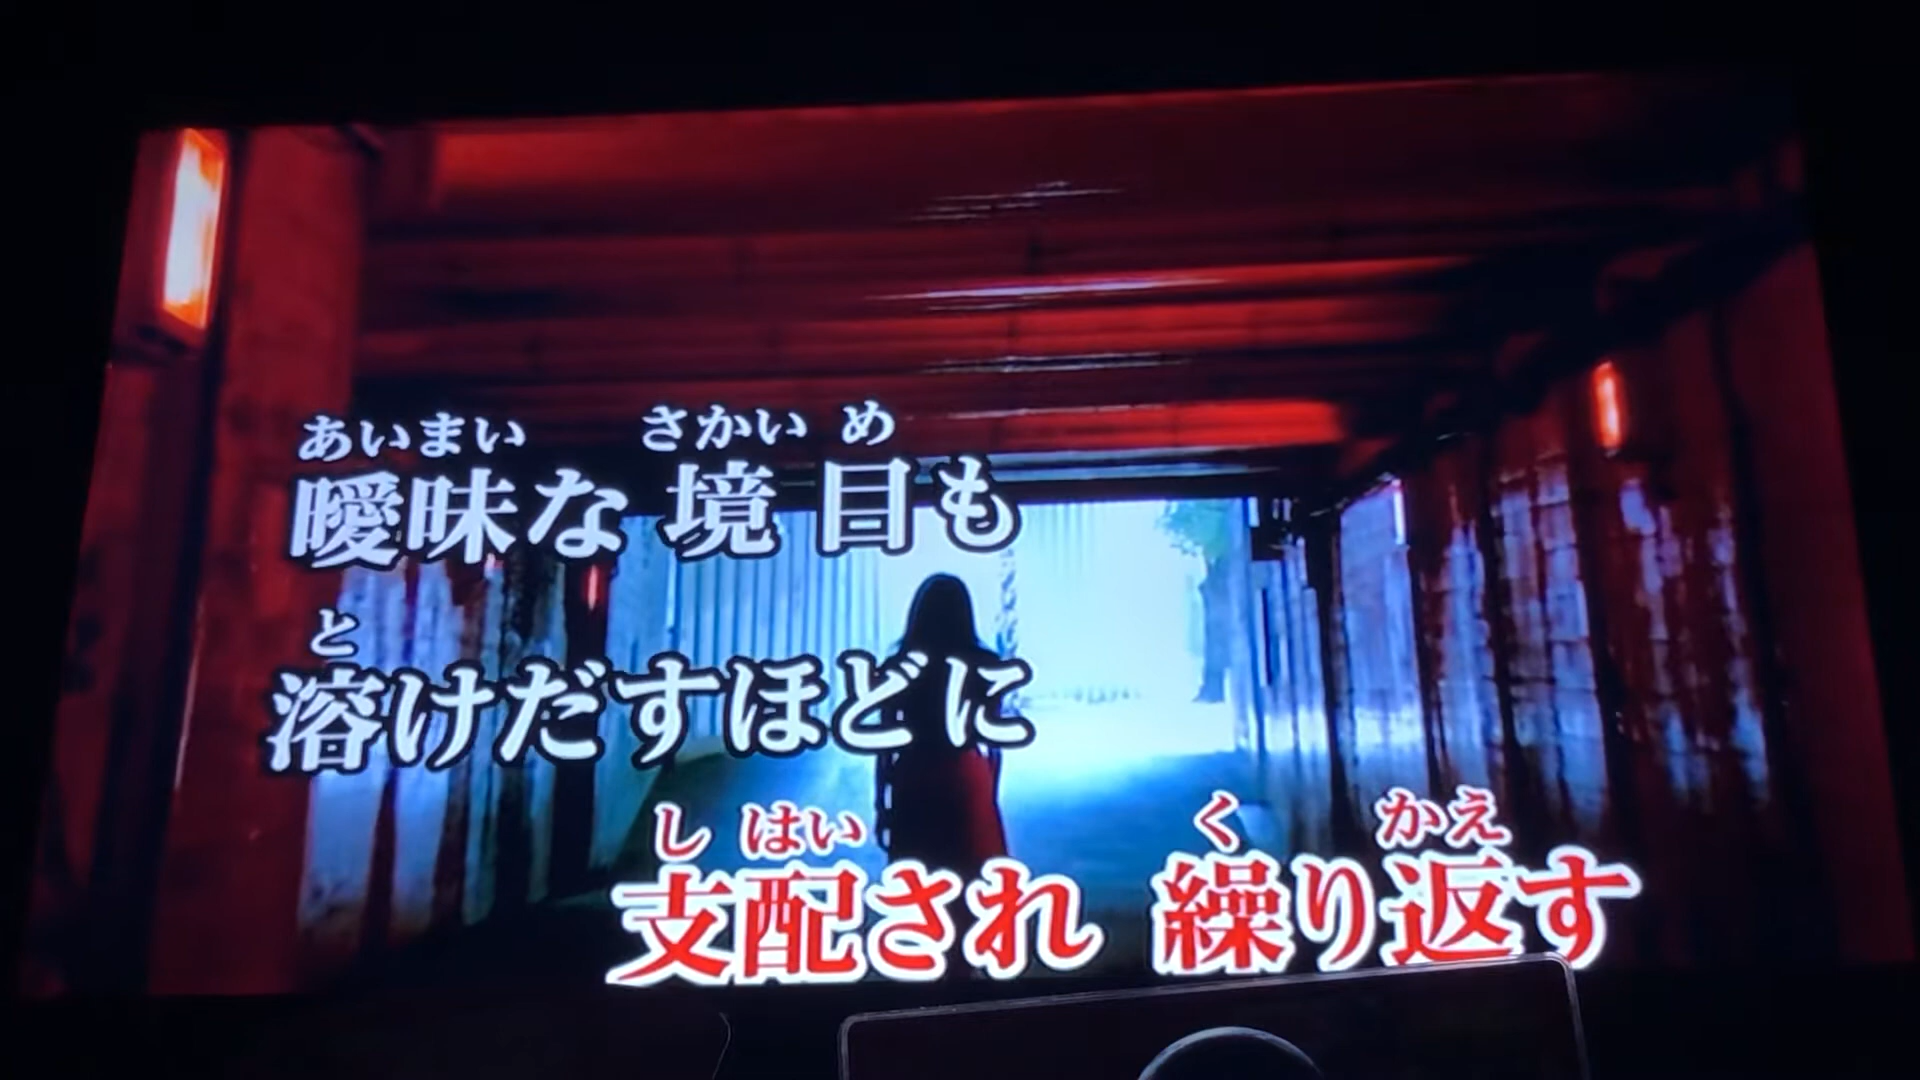 あいまい さかい め
曖昧な 境 目も
と
溶けだすほどに
し はい く かえ
支配され 繰り返す